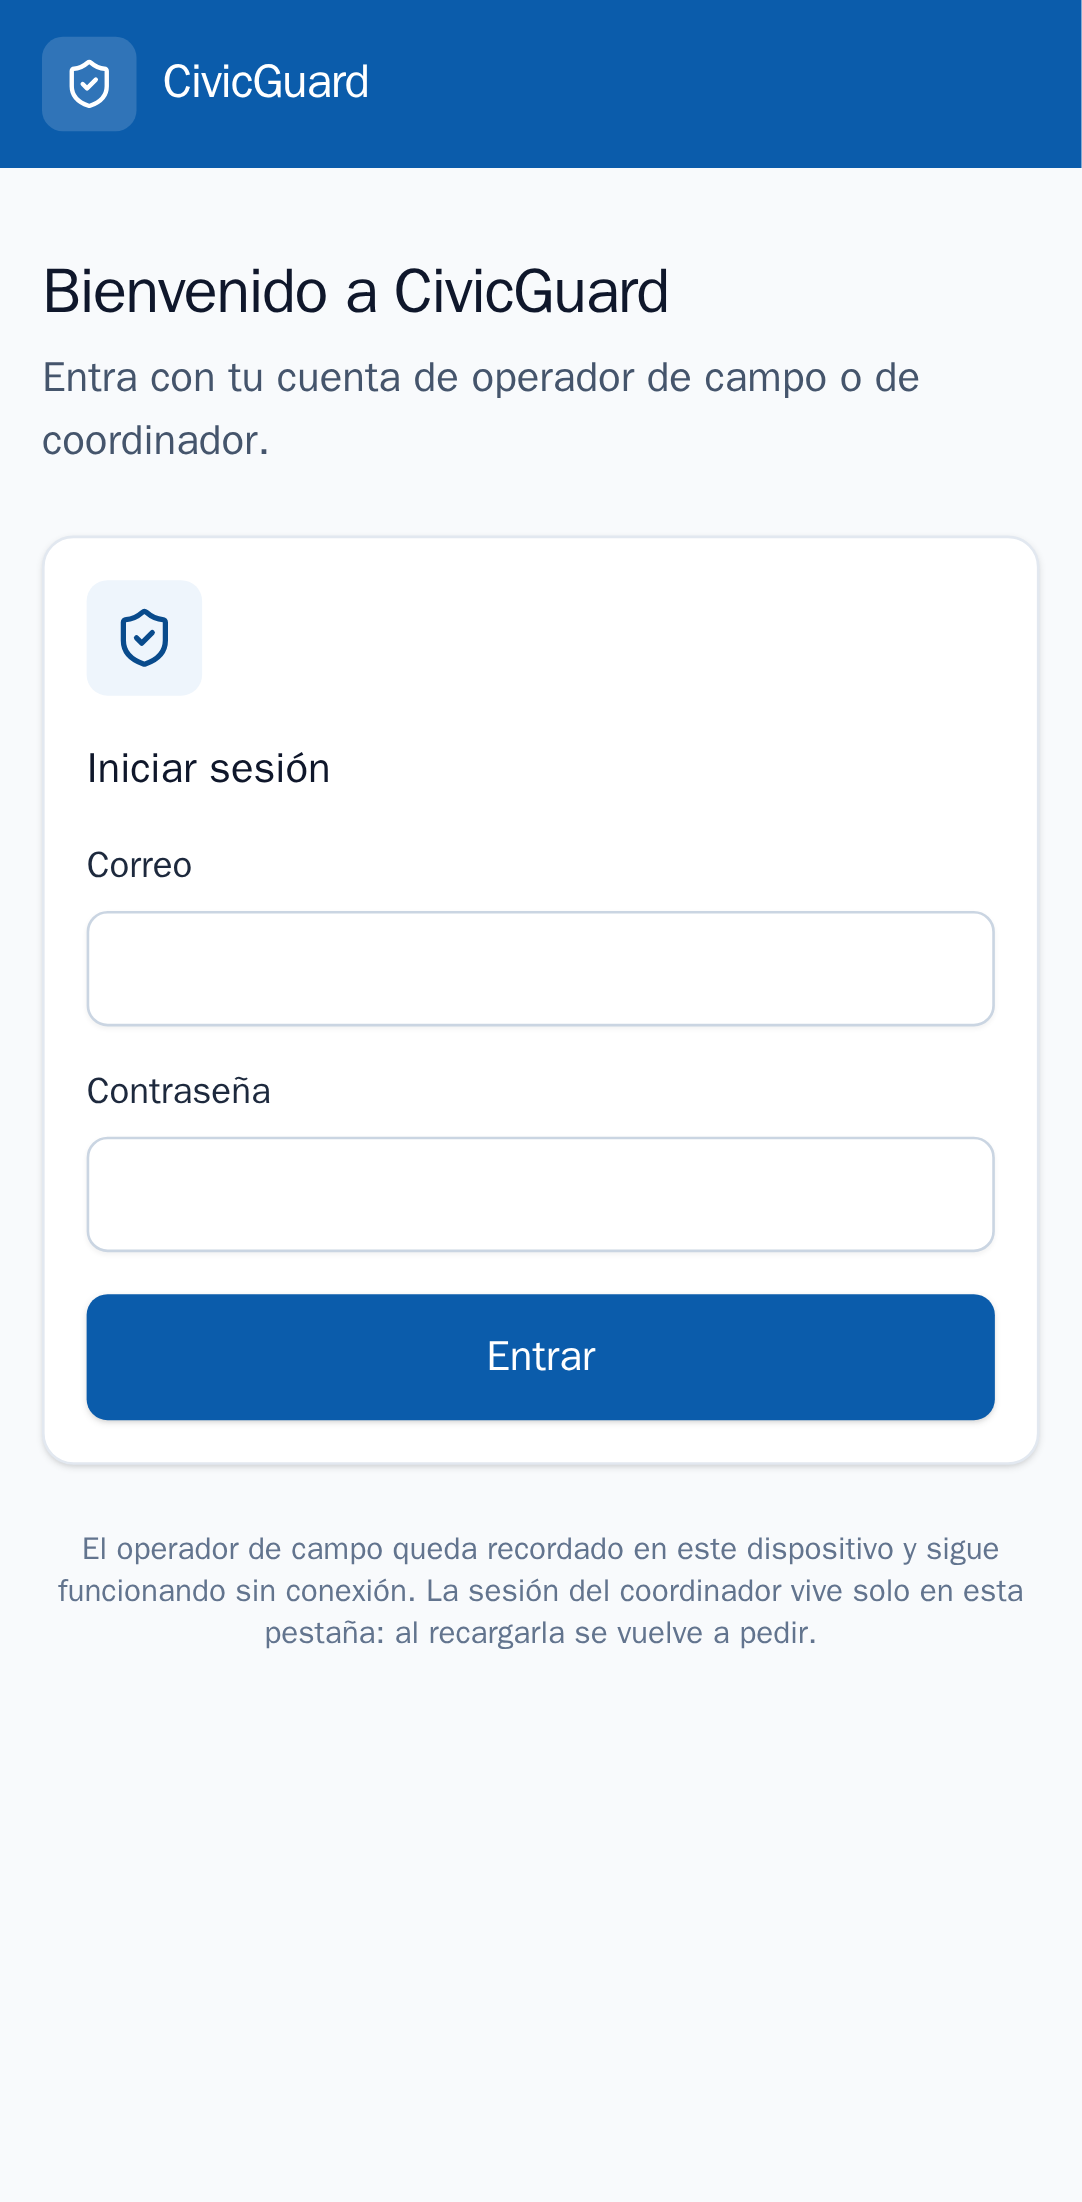 CivicGuard
Bienvenido a CivicGuard
Entra con tu cuenta de operador de campo o de
coordinador.
Iniciar sesión
Correo
Contraseña
Entrar
El operador de campo queda recordado en este dispositivo y sigue
funcionando sin conexión. La sesión del coordinador vive solo en esta
pestaña: al recargarla se vuelve a pedir.